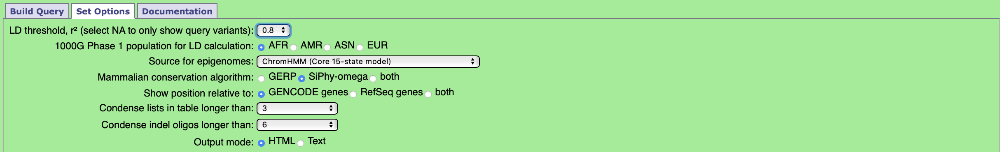 Build Query Set Options Documentation
LD threshold, r² (select NA to only show query variants): 0.8
1000G Phase 1 population for LD calculation: AFR AMR ASN EUR
Source for epigenomes: ChromHMM (Core 15-state model)
Mammalian conservation algorithm: GERP SiPhy-omega both
Show position relative to: GENCODE genes RefSeq genes both
Condense lists in table longer than: 3
Condense indel oligos longer than: 6
Output mode: HTML Text